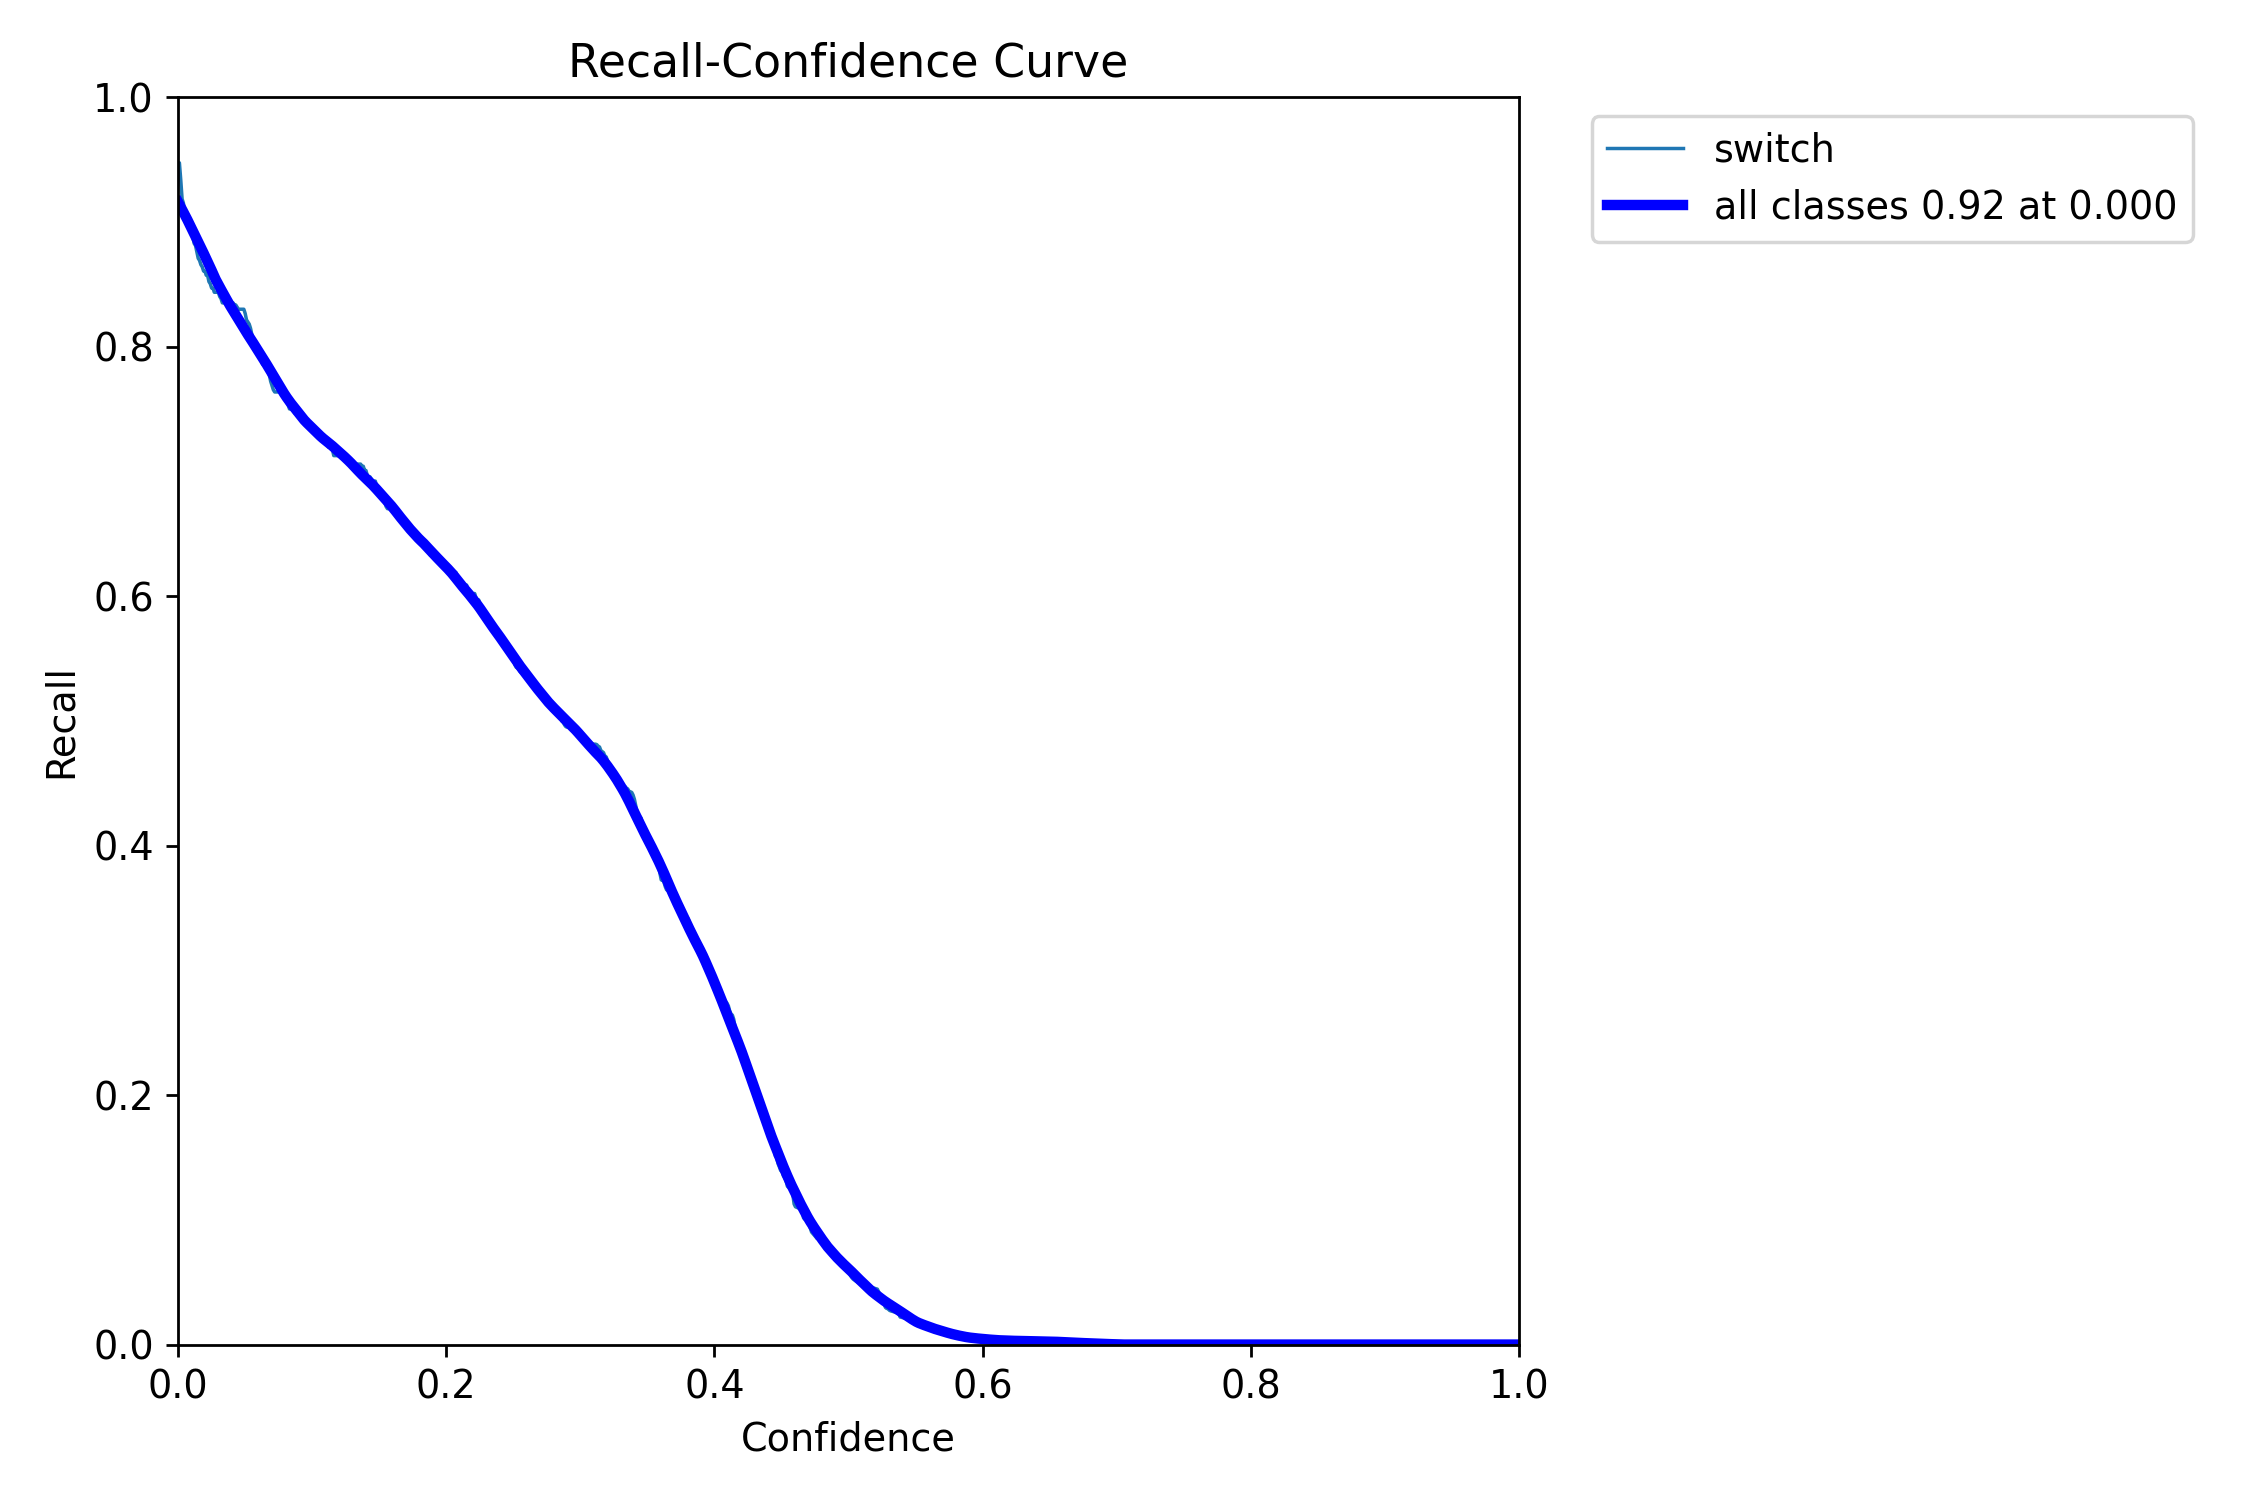 Recall-Confidence Curve
1.0
0.8
0.6
0.4
0.2
0.0
Recall
0.0 0.2 0.4 0.6 0.8 1.0
Confidence
switch
all classes 0.92 at 0.000